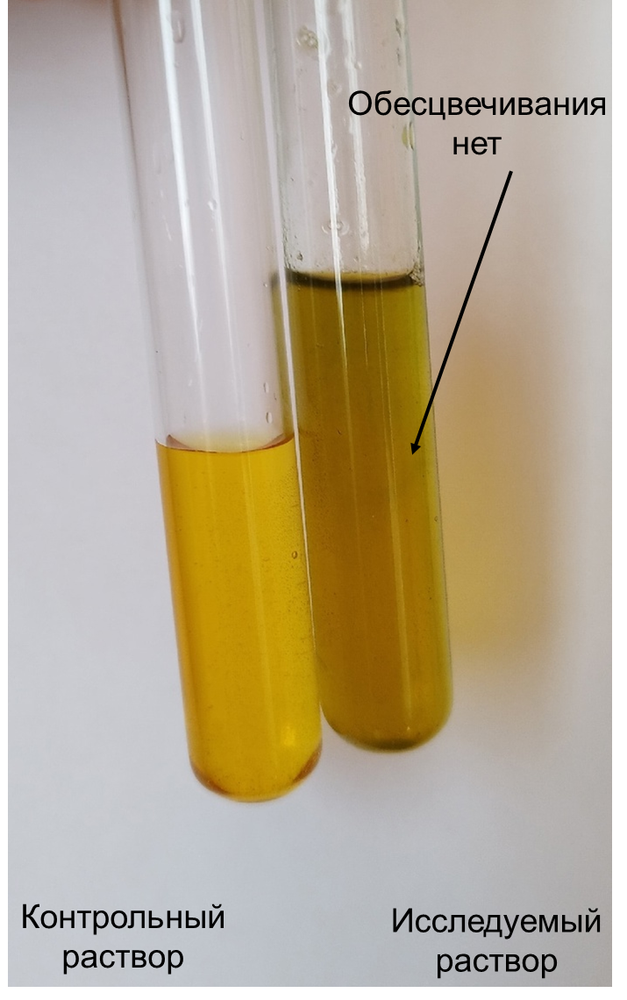 Обесцвечивания
нет
Контрольный
раствор
Исследуемый
раствор